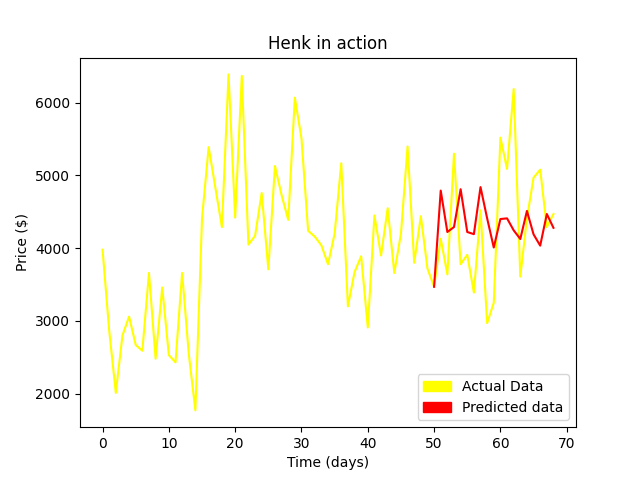 Henk in action
Price ($)
6000
5000
4000
3000
2000
0 10 20 30 40 50 60 70
Time (days)
Actual Data
Predicted data